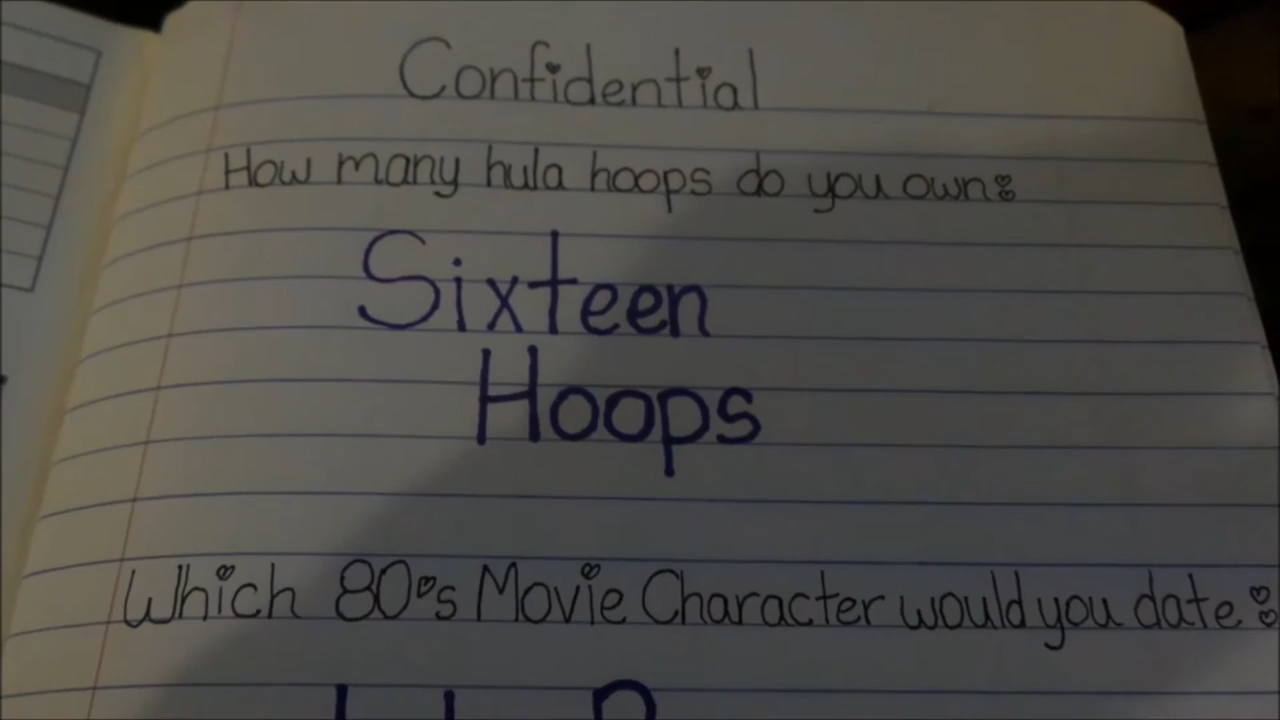 Confidential
How many hula hoops do you own?
Sixteen
Hoops
Which 80's Movie Character would you date?